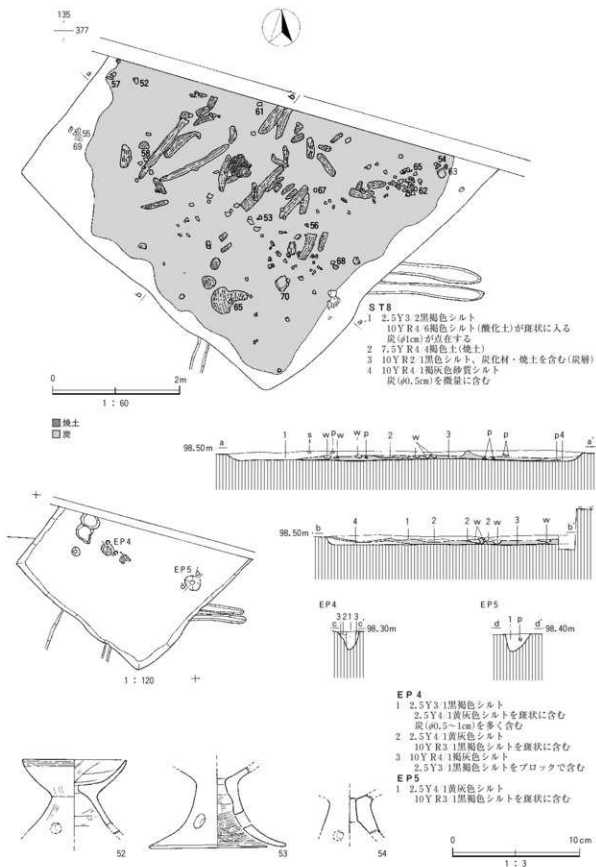 135
377
a
b'
57
52
61
55
69
58
54
65
63
62
67
53
56
68
70
65
b
a'
ST8
1 2.5Y3/2黒褐色シルト
10YR4/6褐色シルト(酸化土)が斑状に入る
炭(φ1cm)が点在する
2 7.5YR4/4褐色土(焼土)
3 10YR2/1黒色シルト、炭化材・焼土を含む(炭層)
4 10YR4/1褐灰色砂質シルト
炭(φ0.5cm)を微量に含む
0 2m
1:60
焼土
炭
98.50m a 1 s w p w w p 2 w 3 p p p 4 a'
98.50m b 4 1 2 2 w 2 w 3 w b'
EP4
EP5
1:120
EP4
c 3 2 1 3 c' 98.30m
EP5
d 1 p d' 98.40m
EP4
1 2.5Y3/1黒褐色シルト
2.5Y4/1黄灰色シルトを斑状に含む
炭(φ0.5～1cm)を多く含む
2 2.5Y4/1黄灰色シルト
10YR3/1黒褐色シルトを斑状に含む
3 10YR4/1褐灰色シルト
2.5Y3/1黒褐色シルトをブロックで含む
EP5
1 2.5Y4/1黄灰色シルト
10YR3/1黒褐色シルトを斑状に含む
52
53
54
0 10cm
1:3